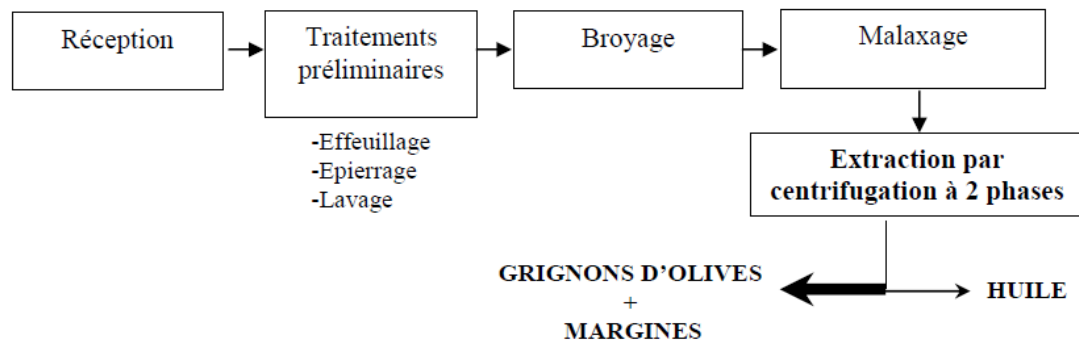 Réception
Traitements
préliminaires
Broyage
Malaxage
-Effeuillage
-Epierrage
-Lavage
Extraction par
centrifugation à 2 phases
GRIGNONS D’OLIVES
+
MARGINES
HUILE